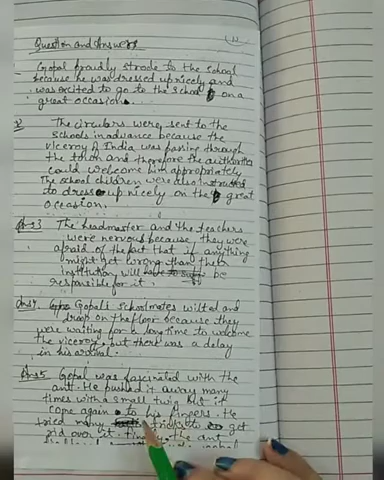 Question and Answers
Gopal proudly strode to the school
because he was dressed up nicely and
was excited to go to the school on a
great occasion.
The circulars were sent to the
schools in advance because the
viceroy of India was passing through
the town and therefore the authorities
could welcome him appropriately
The school children were also instructed
to dress up nicely on the great
occasion.
Ans 3 The headmaster and the teachers
were nervous because they were
afraid of the fact that if anything
might get wrong than their
institution will be
responsible for it.
Ans 4. Gopal's schoolmates wilted and
droop on the floor because they
were waiting for a long time to welcome
the viceroy, but there was a delay
in his arrival.
Ans 5 Gopal was fascinated with the
ant. He pushed it away many
times with a small twig but it
come again to his fingers. He
tried many tricks to get
rid over it. Finally the ant